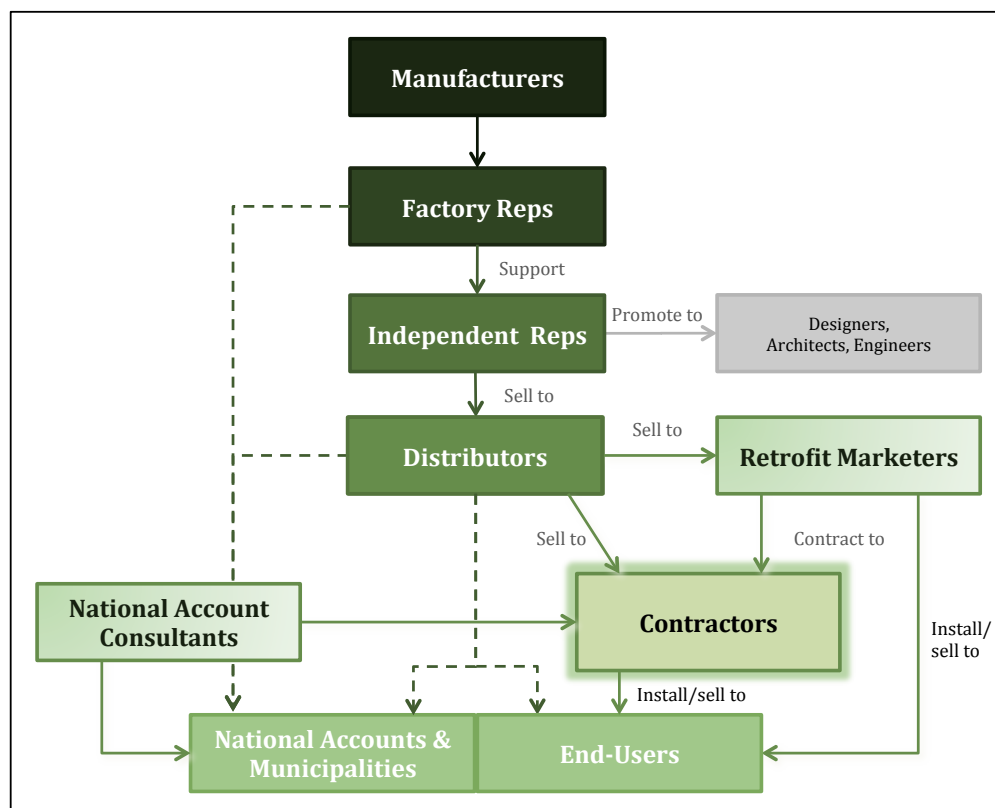 Manufacturers
Factory Reps
Support
Independent Reps
Promote to
Designers,
Architects, Engineers
Sell to
Distributors
Sell to
Retrofit Marketers
Sell to
Contract to
National Account
Consultants
Contractors
Install/
sell to
Install/sell to
National Accounts &
Municipalities
End-Users